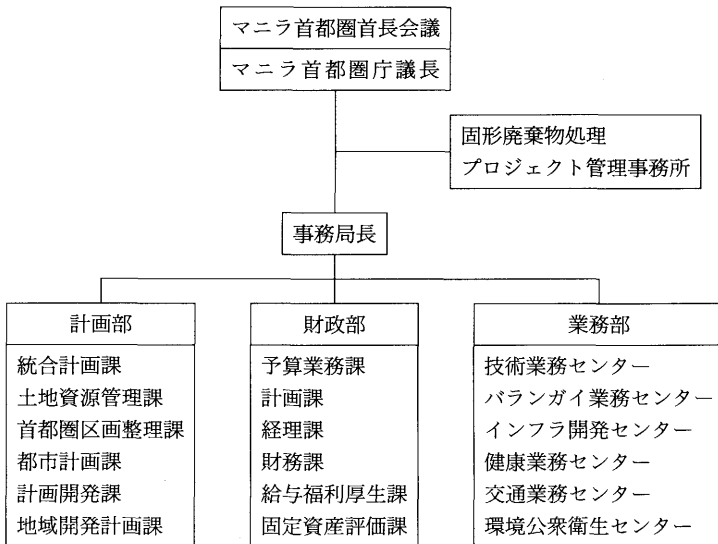 マニラ首都圏首長会議
マニラ首都圏庁議長
固形廃棄物処理
プロジェクト管理事務所
事務局長
計画部
統合計画課
土地資源管理課
首都圏区画整理課
都市計画課
計画開発課
地域開発計画課
財政部
予算業務課
計画課
経理課
財務課
給与福利厚生課
固定資産評価課
業務部
技術業務センター
バランガイ業務センター
インフラ開発センター
健康業務センター
交通業務センター
環境公衆衛生センター